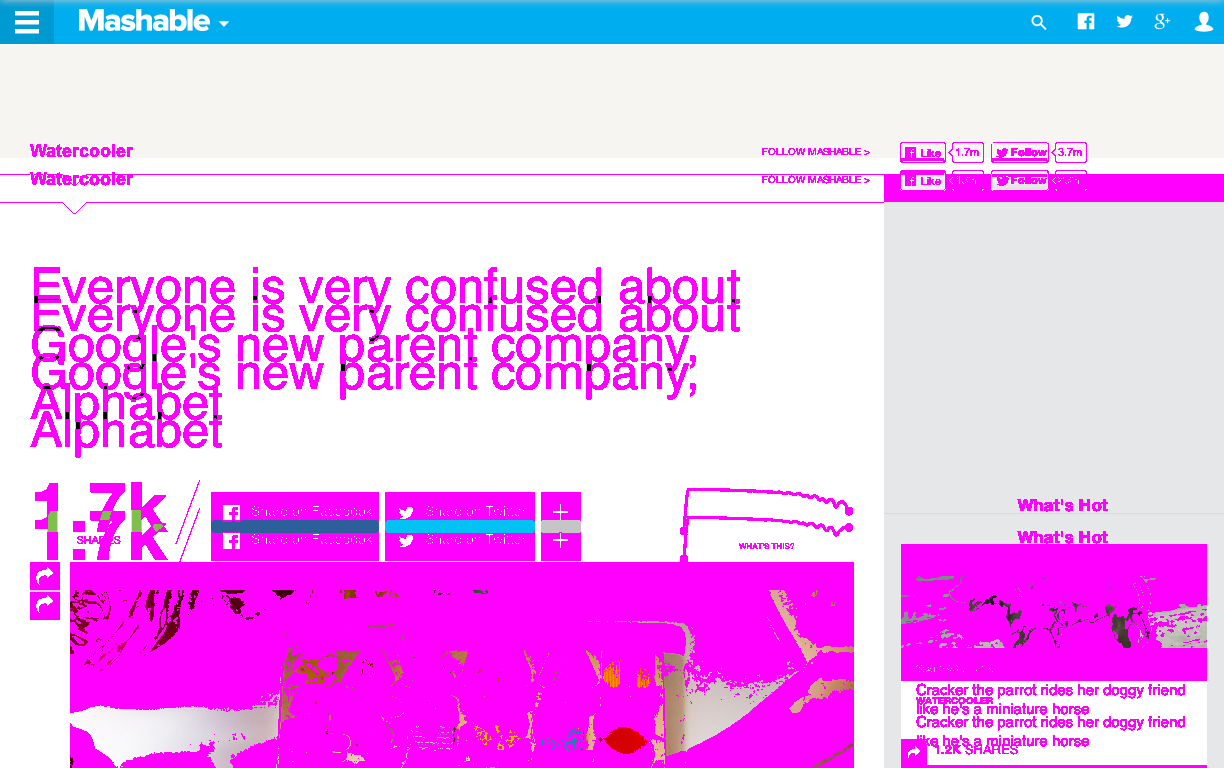 Mashable
Watercooler
FOLLOW MASHABLE >
Like
1.7m
Follow
3.7m
Watercooler
FOLLOW MASHABLE >
Like
Follow
Everyone is very confused about
Everyone is very confused about
Google's new parent company,
Google's new parent company,
Alphabet
Alphabet
1.7k
1.7k
SHARES
Share on Facebook
Share on Twitter
Share on Facebook
Share on Twitter
WHAT'S THIS?
What's Hot
What's Hot
Cracker the parrot rides her doggy friend
WATERCOOLER
like he's a miniature horse
Cracker the parrot rides her doggy friend
like he's a miniature horse
1.2K SHARES